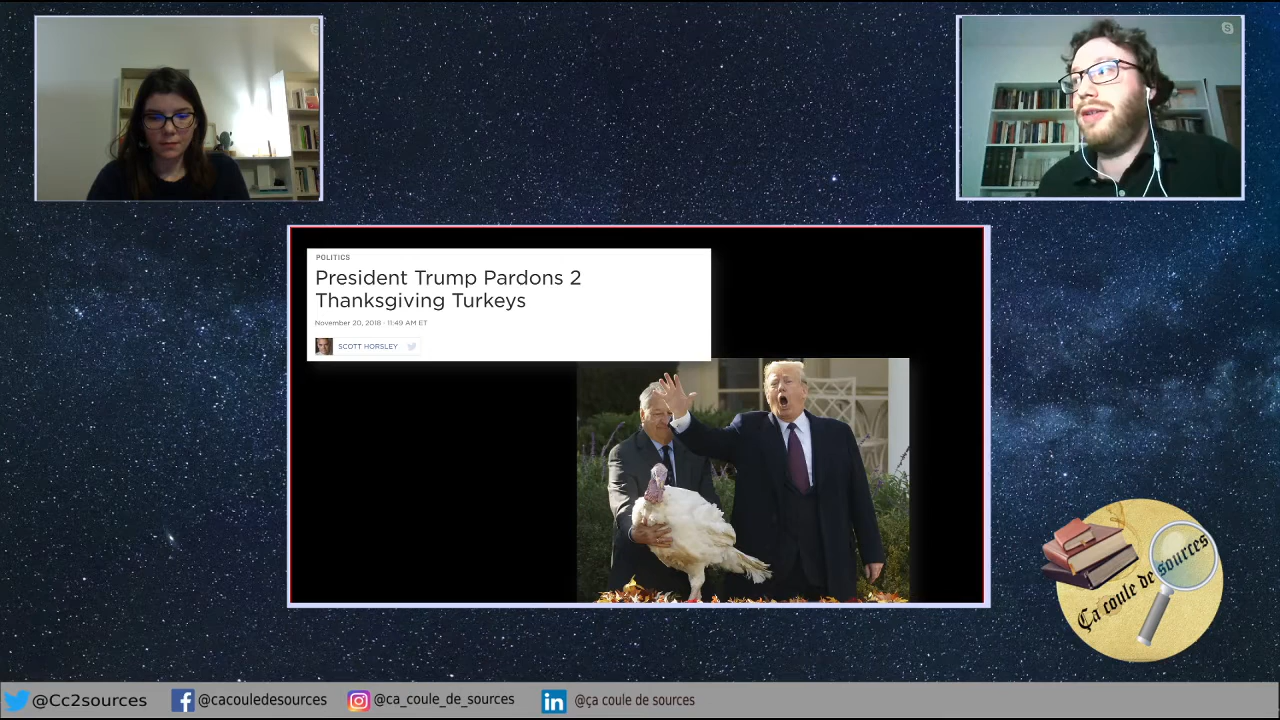 POLITICS
President Trump Pardons 2
Thanksgiving Turkeys
November 20, 2018 · 11:49 AM ET
SCOTT HORSLEY
Ça coule de sources
@Cc2sources
@cacouledesources
@ca_coule_de_sources
@ça coule de sources